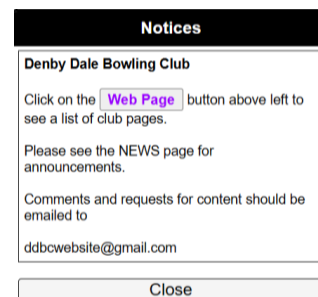 Notices
Denby Dale Bowling Club
Click on the Web Page button above left to
see a list of club pages.
Please see the NEWS page for
announcements.
Comments and requests for content should be
emailed to
ddbcwebsite@gmail.com
Close